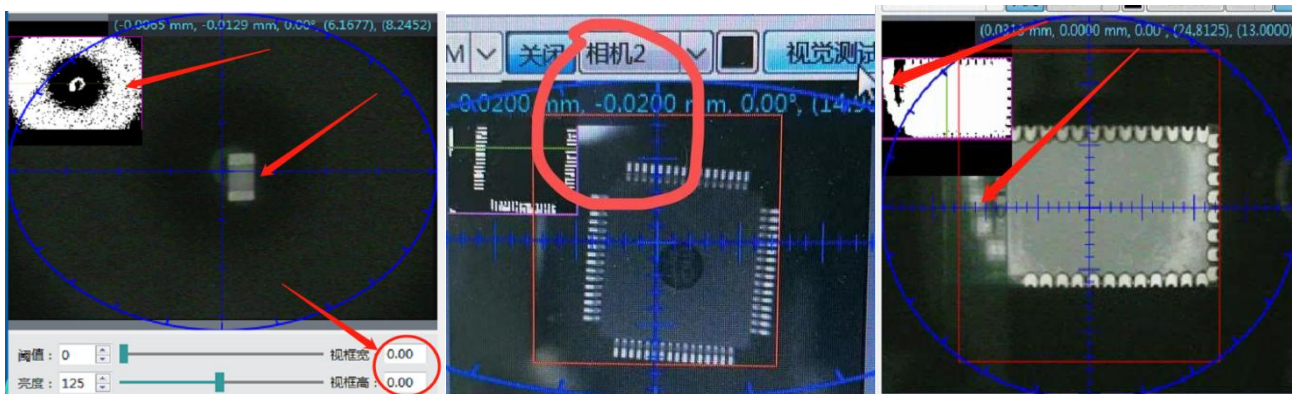 (-0.0065 mm, -0.0129 mm, 0.00°, (6.1677), (8.2452)
阈值： 0
视框宽 0.00
亮度： 125
视框高： 0.00
M 关闭 相机2 视觉测试
-0.0200 mm, -0.0200 mm, 0.00°,
(0.0313 mm, 0.0000 mm, 0.00°, (24.8125), (13.0000)